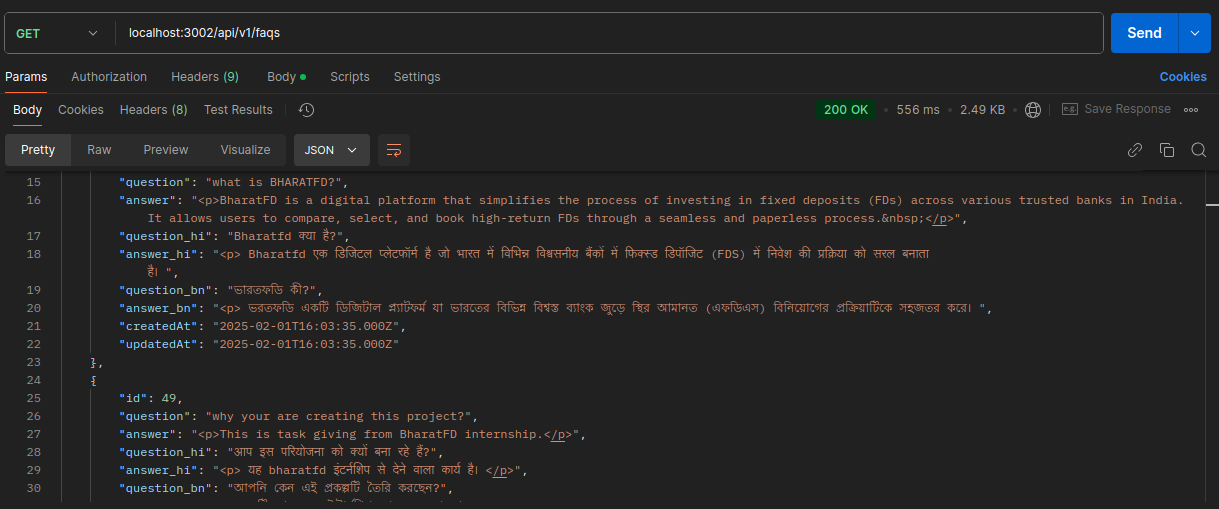 GET localhost:3002/api/v1/faqs Send
Params Authorization Headers (9) Body Scripts Settings Cookies
Body Cookies Headers (8) Test Results 200 OK 556 ms 2.49 KB e.g. Save Response
Pretty Raw Preview Visualize JSON
15 "question": "what is BHARATFD?",
16 "answer": "<p>BharatFD is a digital platform that simplifies the process of investing in fixed deposits (FDs) across various trusted banks in India.
It allows users to compare, select, and book high-return FDs through a seamless and paperless process.&nbsp;</p>",
17 "question_hi": "Bharatfd क्या है?",
18 "answer_hi": "<p> Bharatfd एक डिजिटल प्लेटफॉर्म है जो भारत में विभिन्न विश्वसनीय बैंकों में फिक्स्ड डिपॉजिट (FDS) में निवेश की प्रक्रिया को सरल बनाता
है। ",
19 "question_bn": "ভারতফডি কী?",
20 "answer_bn": "<p> ভরতফডি একটি ডিজিটাল প্ল্যাটফর্ম যা ভারতের বিভিন্ন বিশ্বস্ত ব্যাংক জুড়ে স্থির আমানত (এফডিএস) বিনিয়োগের প্রক্রিয়াটিকে সহজতর করে। ",
21 "createdAt": "2025-02-01T16:03:35.000Z",
22 "updatedAt": "2025-02-01T16:03:35.000Z"
23 },
24 {
25 "id": 49,
26 "question": "why your are creating this project?",
27 "answer": "<p>This is task giving from BharatFD internship.</p>",
28 "question_hi": "आप इस परियोजना को क्यों बना रहे हैं?",
29 "answer_hi": "<p> यह bharatfd इंटर्नशिप से देने वाला कार्य है। </p>",
30 "question_bn": "আপনি কেন এই প্রকল্পটি তৈরি করছেন?",